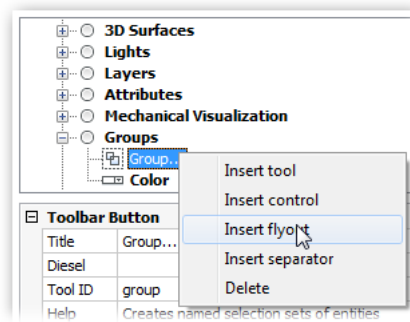 3D Surfaces
Lights
Layers
Attributes
Mechanical Visualization
Groups
Group...
Color
Insert tool
Insert control
Insert flyout
Insert separator
Delete
Toolbar Button
Title Group...
Diesel
Tool ID group
Help Creates named selection sets of entities